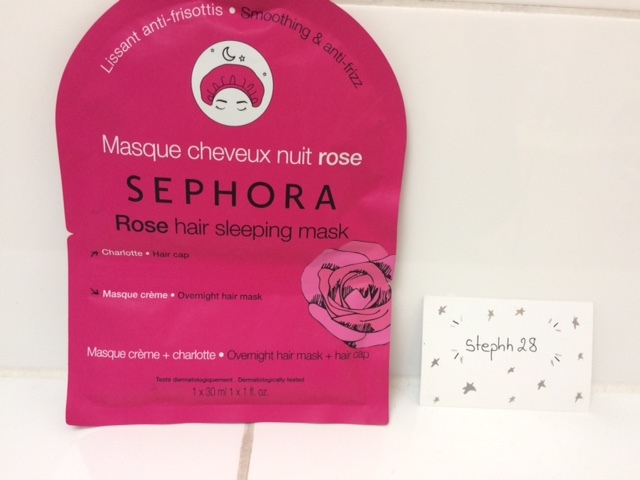 Lissant anti-frisottis • Smoothing & anti-frizz
Masque cheveux nuit rose
SEPHORA
Rose hair sleeping mask
Charlotte • Hair cap
Masque crème • Overnight hair mask
Masque crème + charlotte • Overnight hair mask + hair cap
Testé dermatologiquement . Dermatologically tested
1 x 30 ml 1 x 1 fl. oz.
Stephh 28